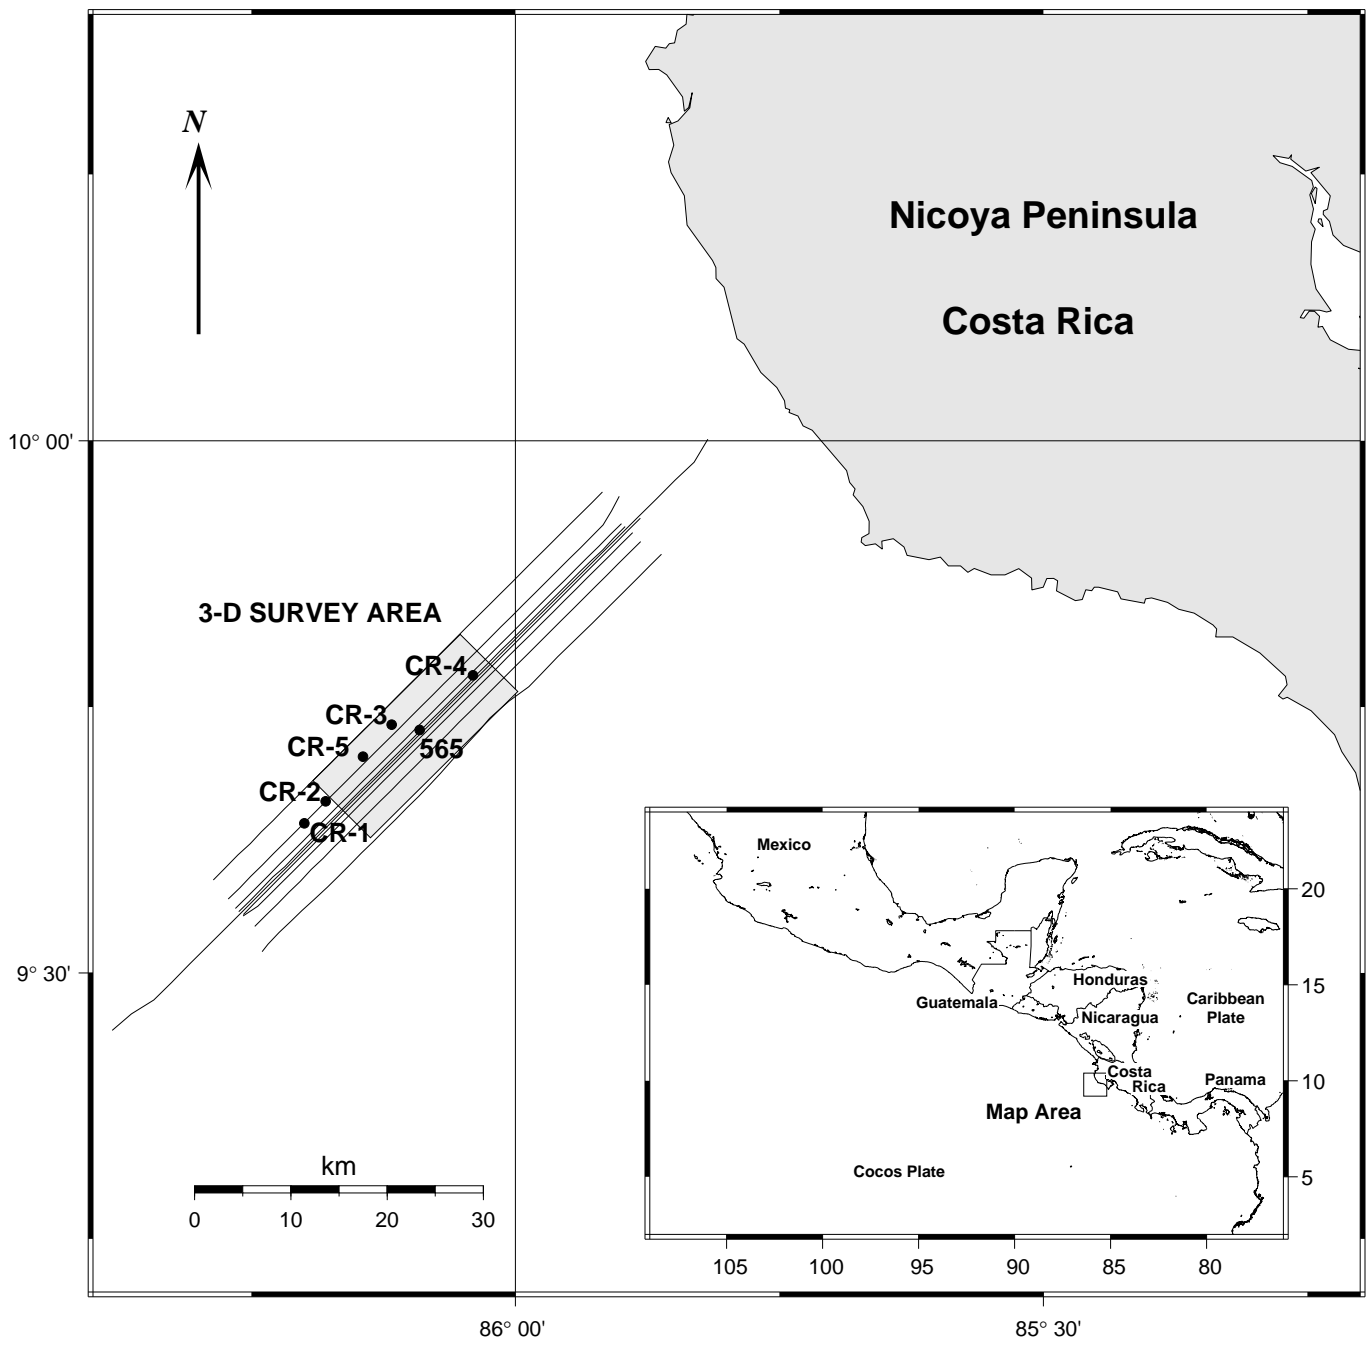 N
Nicoya Peninsula
Costa Rica
10° 00'
3-D SURVEY AREA
CR-4
CR-3
565
CR-5
CR-2
CR-1
9° 30'
km
0 10 20 30
86° 00'
85° 30'
Mexico
20
Honduras
15
Guatemala
Caribbean
Plate
Nicaragua
Costa
Rica
Panama
10
Map Area
Cocos Plate
5
105 100 95 90 85 80